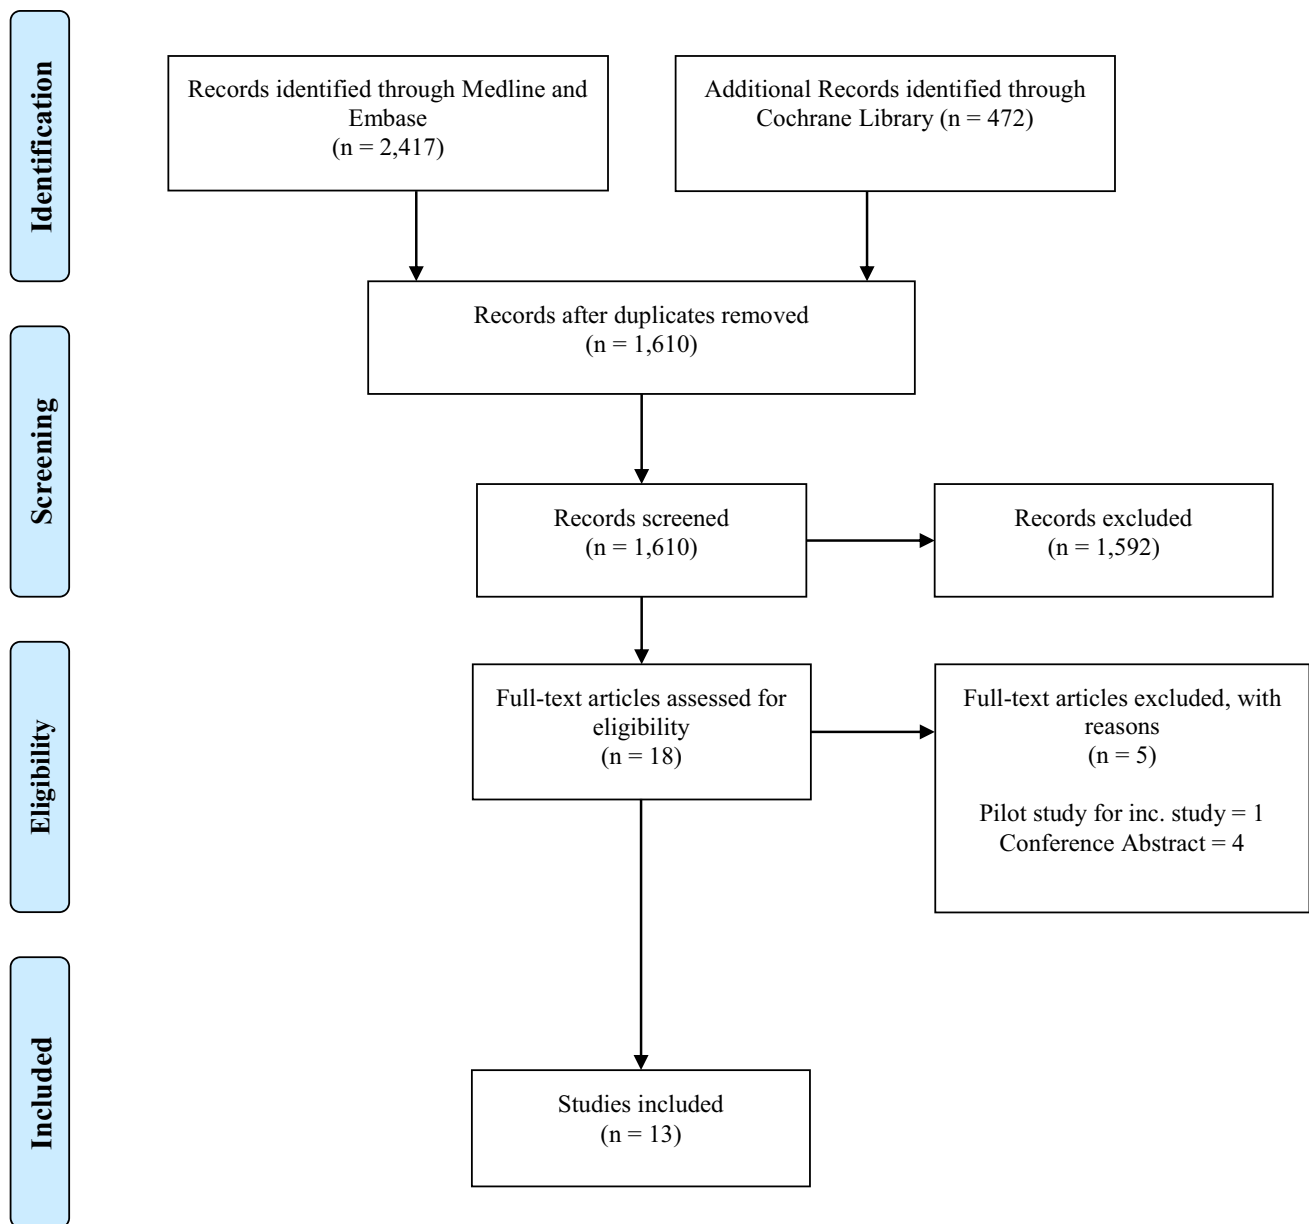 Identification
Records identified through Medline and
Embase
(n = 2,417)
Additional Records identified through
Cochrane Library (n = 472)
Records after duplicates removed
(n = 1,610)
Screening
Records screened
(n = 1,610)
Records excluded
(n = 1,592)
Eligibility
Full-text articles assessed for
eligibility
(n = 18)
Full-text articles excluded, with
reasons
(n = 5)
Pilot study for inc. study = 1
Conference Abstract = 4
Included
Studies included
(n = 13)